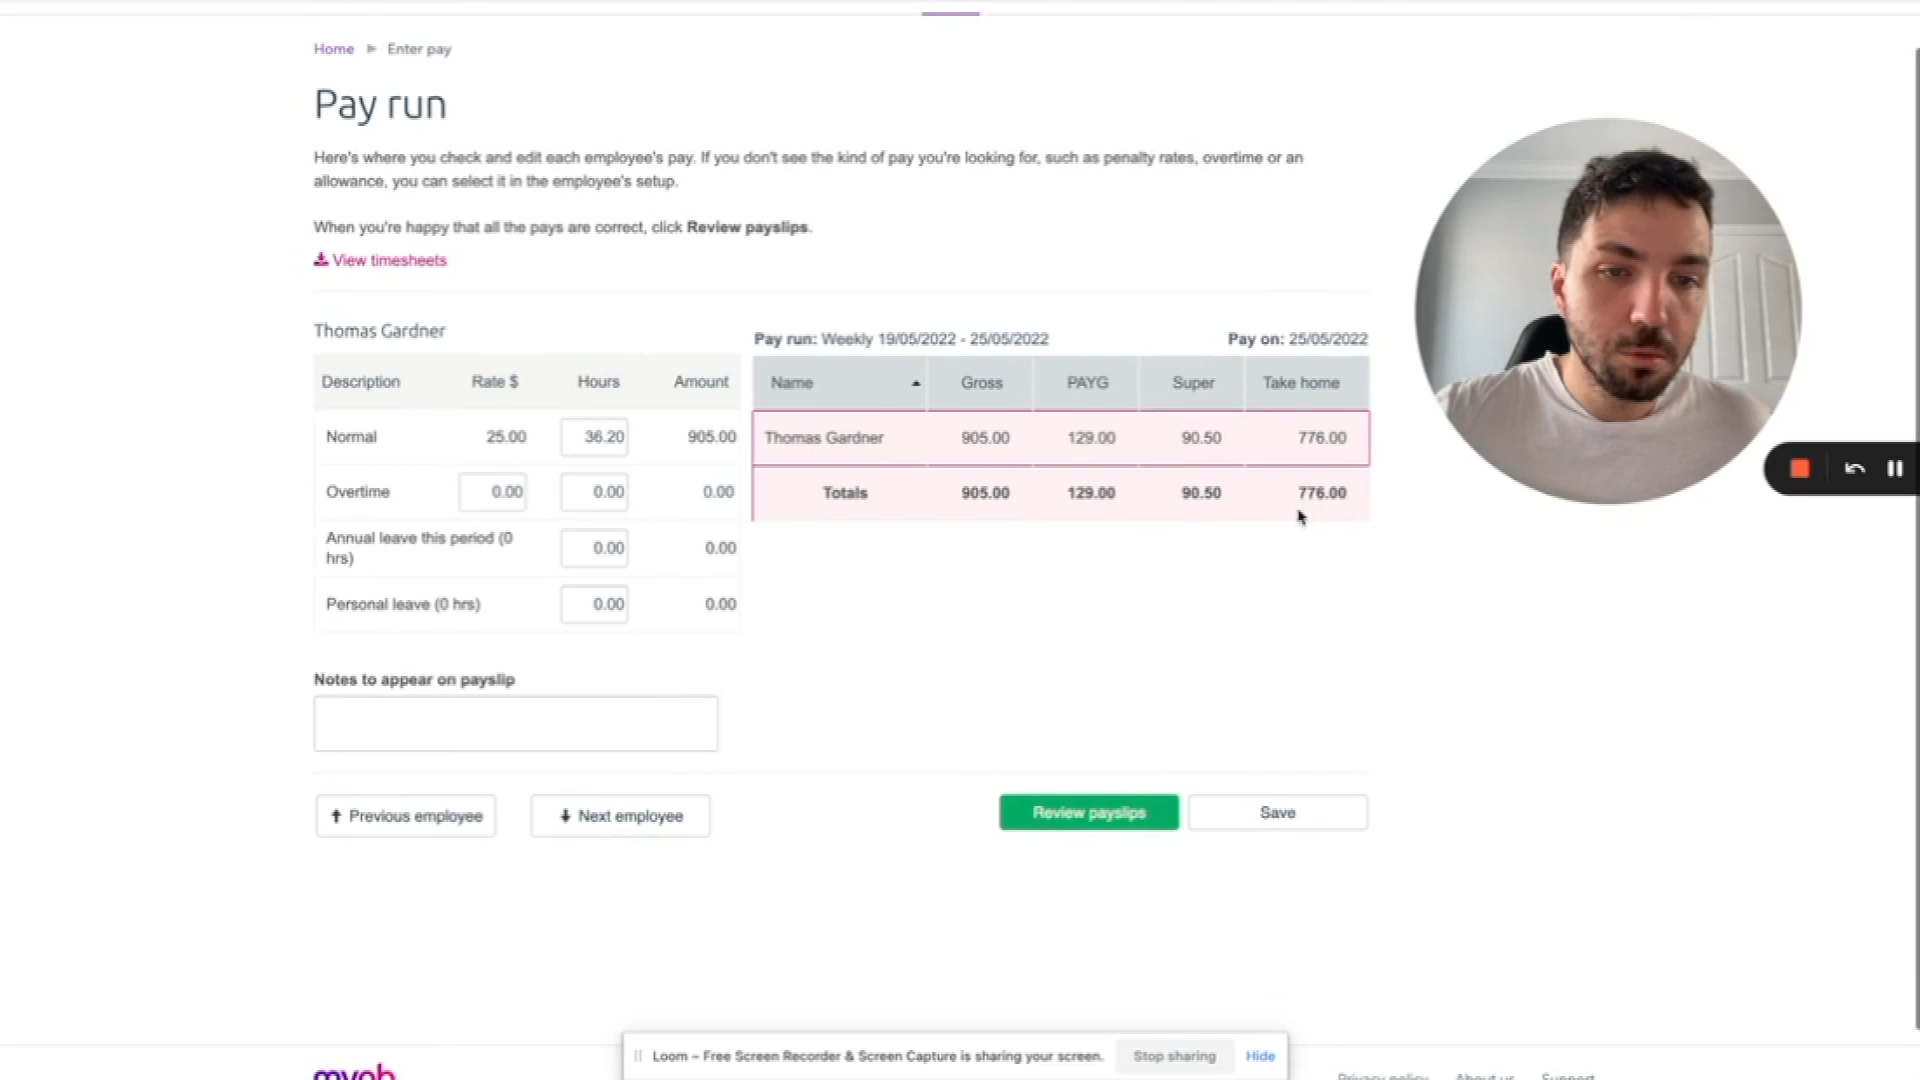 Home ▶ Enter pay
Pay run
Here's where you check and edit each employee's pay. If you don't see the kind of pay you're looking for, such as penalty rates, overtime or an
allowance, you can select it in the employee's setup.
When you're happy that all the pays are correct, click Review payslips.
View timesheets
Thomas Gardner
Description Rate $ Hours Amount
Normal 25.00 36.20 905.00
Overtime 0.00 0.00 0.00
Annual leave this period (0
hrs) 0.00 0.00
Personal leave (0 hrs) 0.00 0.00
Pay run: Weekly 19/05/2022 - 25/05/2022 Pay on: 25/05/2022
Name Gross PAYG Super Take home
Thomas Gardner 905.00 129.00 90.50 776.00
Totals 905.00 129.00 90.50 776.00
Notes to appear on payslip
Previous employee Next employee Review payslips Save
Loom – Free Screen Recorder & Screen Capture is sharing your screen. Stop sharing Hide
myob Privacy policy About us Support